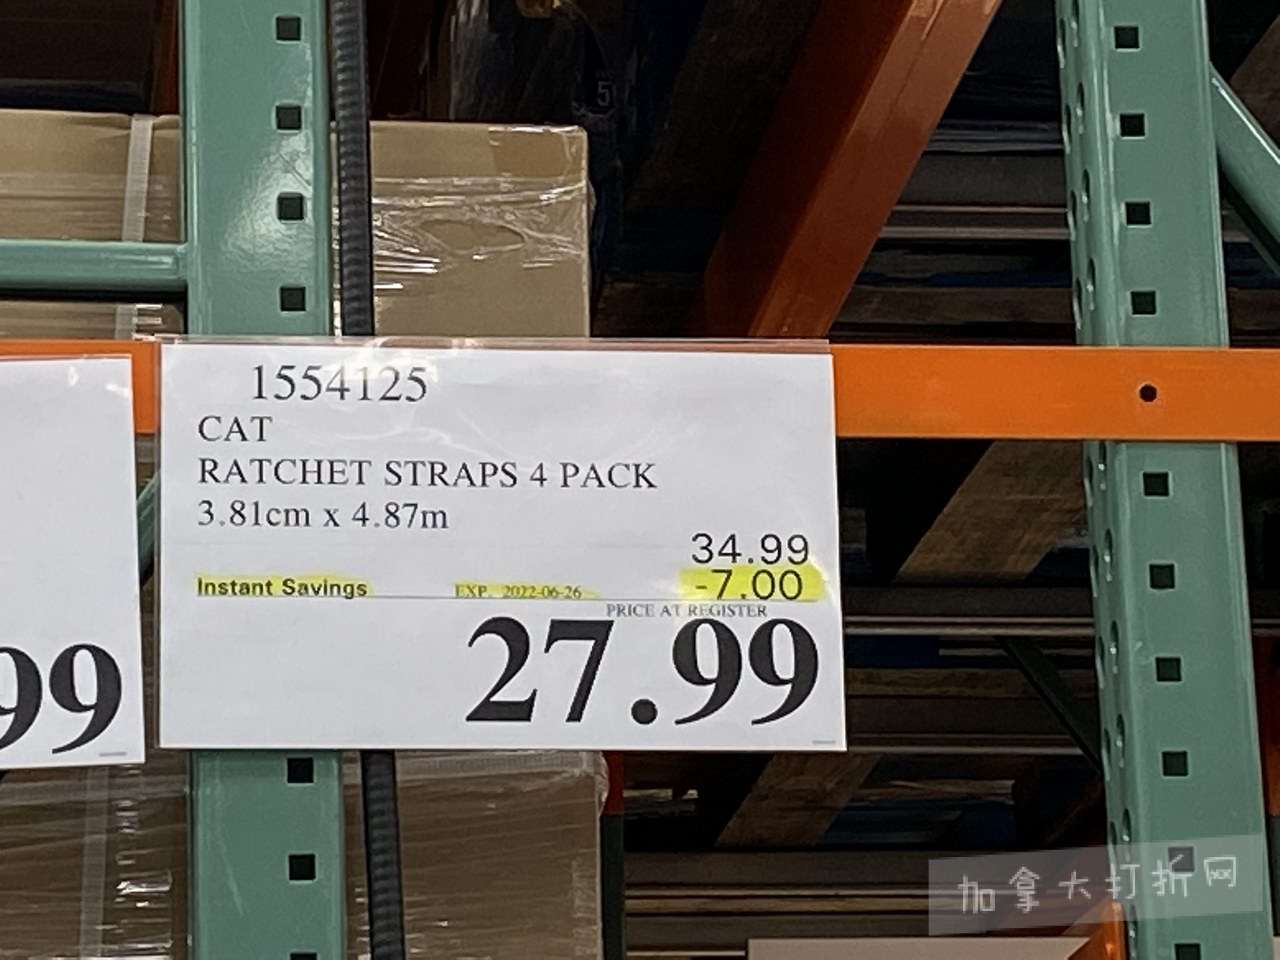 1554125
CAT
RATCHET STRAPS 4 PACK
3.81cm x 4.87m
34.99
Instant Savings EXP. 2022-06-26 -7.00
PRICE AT REGISTER
27.99
99
5
加拿大打折网